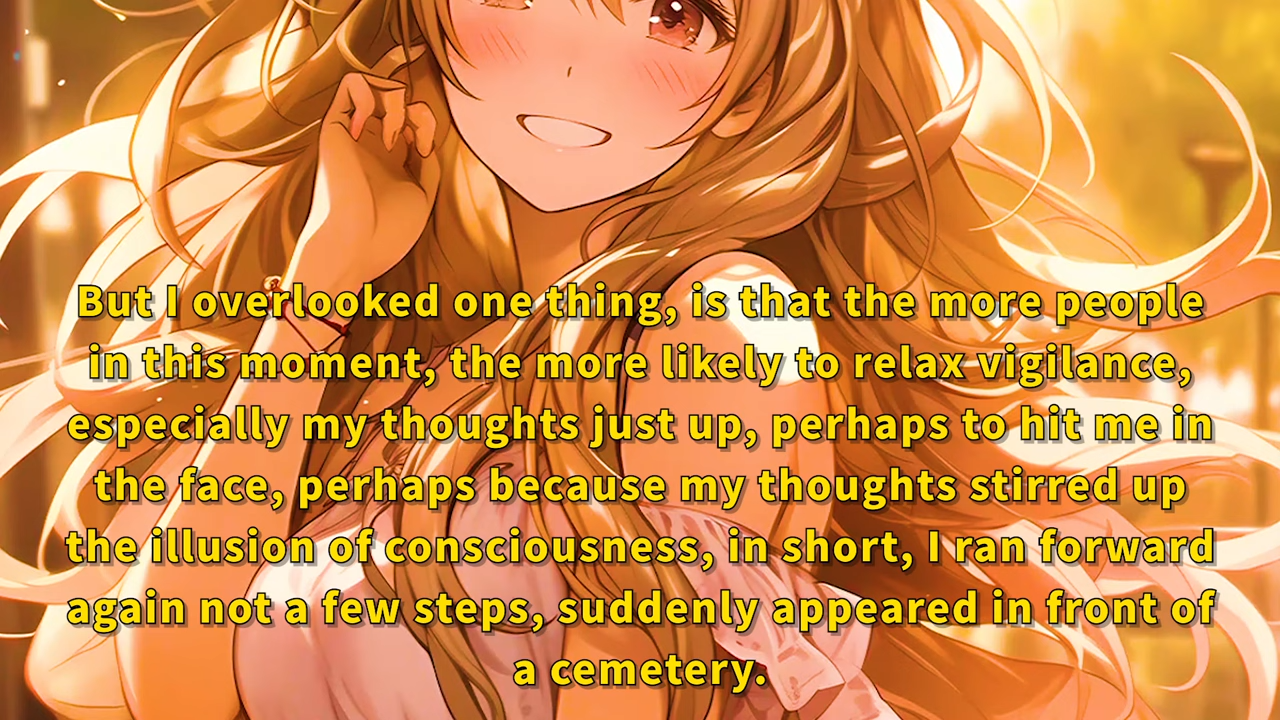 But I overlooked one thing, is that the more people
in this moment, the more likely to relax vigilance,
especially my thoughts just up, perhaps to hit me in
the face, perhaps because my thoughts stirred up
the illusion of consciousness, in short, I ran forward
again not a few steps, suddenly appeared in front of
a cemetery.